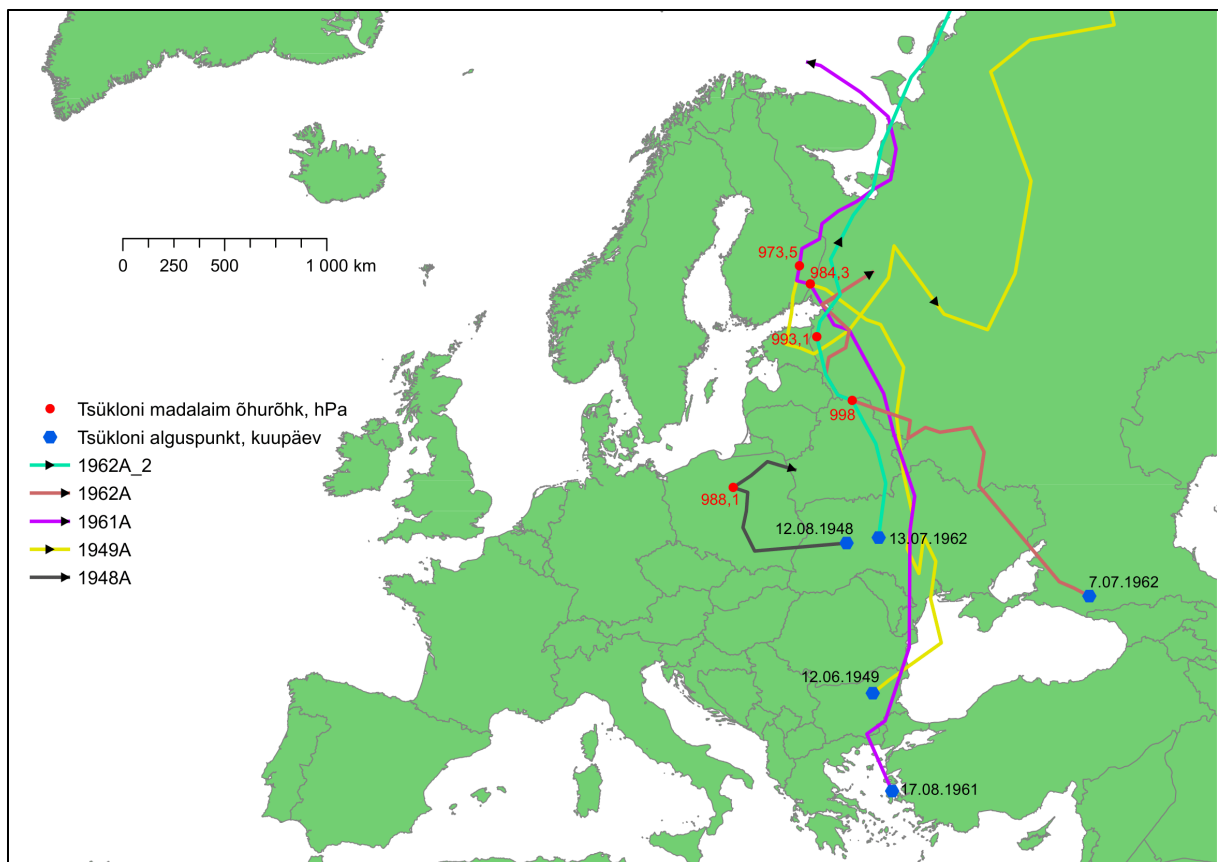 973,5
984,3
0 250 500 1 000 km
993,1
Tsükloni madalaim õhurõhk, hPa
998
Tsükloni alguspunkt, kuupäev
1962A_2
1962A
988,1
1961A
12.08.1948
13.07.1962
1949A
1948A
7.07.1962
12.06.1949
17.08.1961